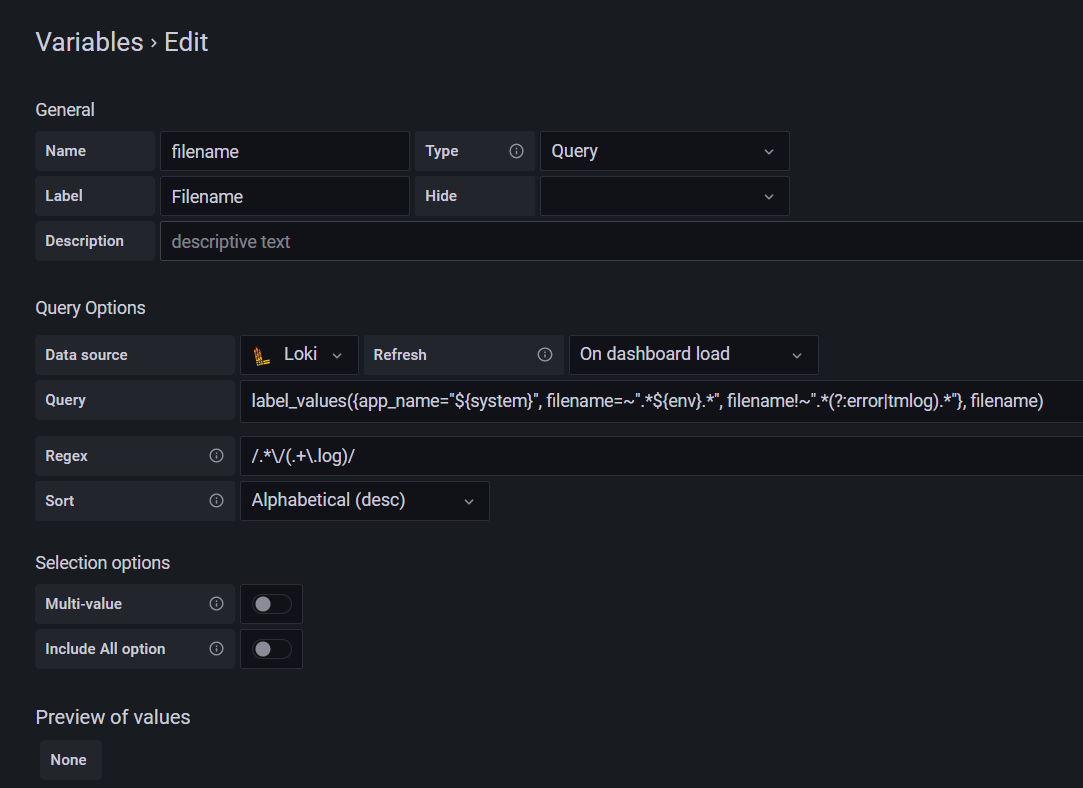 Variables › Edit
General
Name filename Type Query
Label Filename Hide
Description descriptive text
Query Options
Data source Loki Refresh On dashboard load
Query label_values({app_name="${system}", filename=~".*${env}.*", filename!~".*(?:error|tmlog).*"}, filename)
Regex /.*\/(.+\.log)/
Sort Alphabetical (desc)
Selection options
Multi-value
Include All option
Preview of values
None